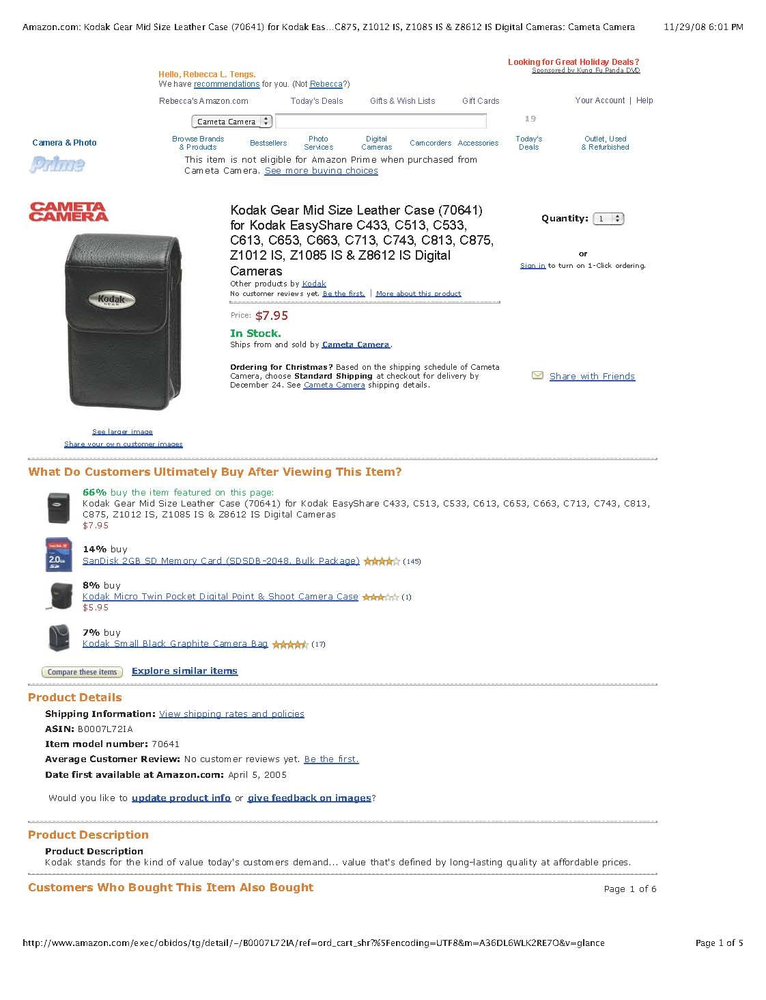 Amazon.com: Kodak Gear Mid Size Leather Case (70641) for Kodak Eas...C875, Z1012 IS, Z1085 IS & Z8612 IS Digital Cameras: Cameta Camera 11/29/08 6:01 PM
Looking for Great Holiday Deals?
Sponsored by Kung Fu Panda DVD
Hello, Rebecca L. Tengs.
We have recommendations for you. (Not Rebecca?)
Rebecca's Amazon.com Today's Deals Gifts & Wish Lists Gift Cards Your Account | Help
Cameta Camera 19
Camera & Photo
Browse Brands & Products
Bestsellers
Photo Services
Digital Cameras
Camcorders
Accessories
Today's Deals
Outlet, Used & Refurbished
Prime
This item is not eligible for Amazon Prime when purchased from
Cameta Camera. See more buying choices
CAMETA
CAMERA
Kodak
GEAR
See larger image
Share your own customer images
Kodak Gear Mid Size Leather Case (70641)
for Kodak EasyShare C433, C513, C533,
C613, C653, C663, C713, C743, C813, C875,
Z1012 IS, Z1085 IS & Z8612 IS Digital
Cameras
Other products by Kodak
No customer reviews yet. Be the first. | More about this product
Price: $7.95
In Stock.
Ships from and sold by Cameta Camera.
Ordering for Christmas? Based on the shipping schedule of Cameta
Camera, choose Standard Shipping at checkout for delivery by
December 24. See Cameta Camera shipping details.
Quantity: 1
or
Sign in to turn on 1-Click ordering.
Share with Friends
What Do Customers Ultimately Buy After Viewing This Item?
66% buy the item featured on this page:
Kodak Gear Mid Size Leather Case (70641) for Kodak EasyShare C433, C513, C533, C613, C653, C663, C713, C743, C813,
C875, Z1012 IS, Z1085 IS & Z8612 IS Digital Cameras
$7.95
SanDisk
2.0GB
14% buy
SanDisk 2GB SD Memory Card (SDSDB-2048, Bulk Package) (145)
8% buy
Kodak Micro Twin Pocket Digital Point & Shoot Camera Case (1)
$5.95
7% buy
Kodak Small Black Graphite Camera Bag (17)
Compare these items Explore similar items
Product Details
Shipping Information: View shipping rates and policies
ASIN: B0007L72IA
Item model number: 70641
Average Customer Review: No customer reviews yet. Be the first.
Date first available at Amazon.com: April 5, 2005
Would you like to update product info or give feedback on images?
Product Description
Product Description
Kodak stands for the kind of value today's customers demand... value that's defined by long-lasting quality at affordable prices.
Customers Who Bought This Item Also Bought Page 1 of 6
http://www.amazon.com/exec/obidos/tg/detail/-/B0007L72IA/ref=ord_cart_shr?%5Fencoding=UTF8&m=A36DL6WLK2RE7O&v=glance Page 1 of 5